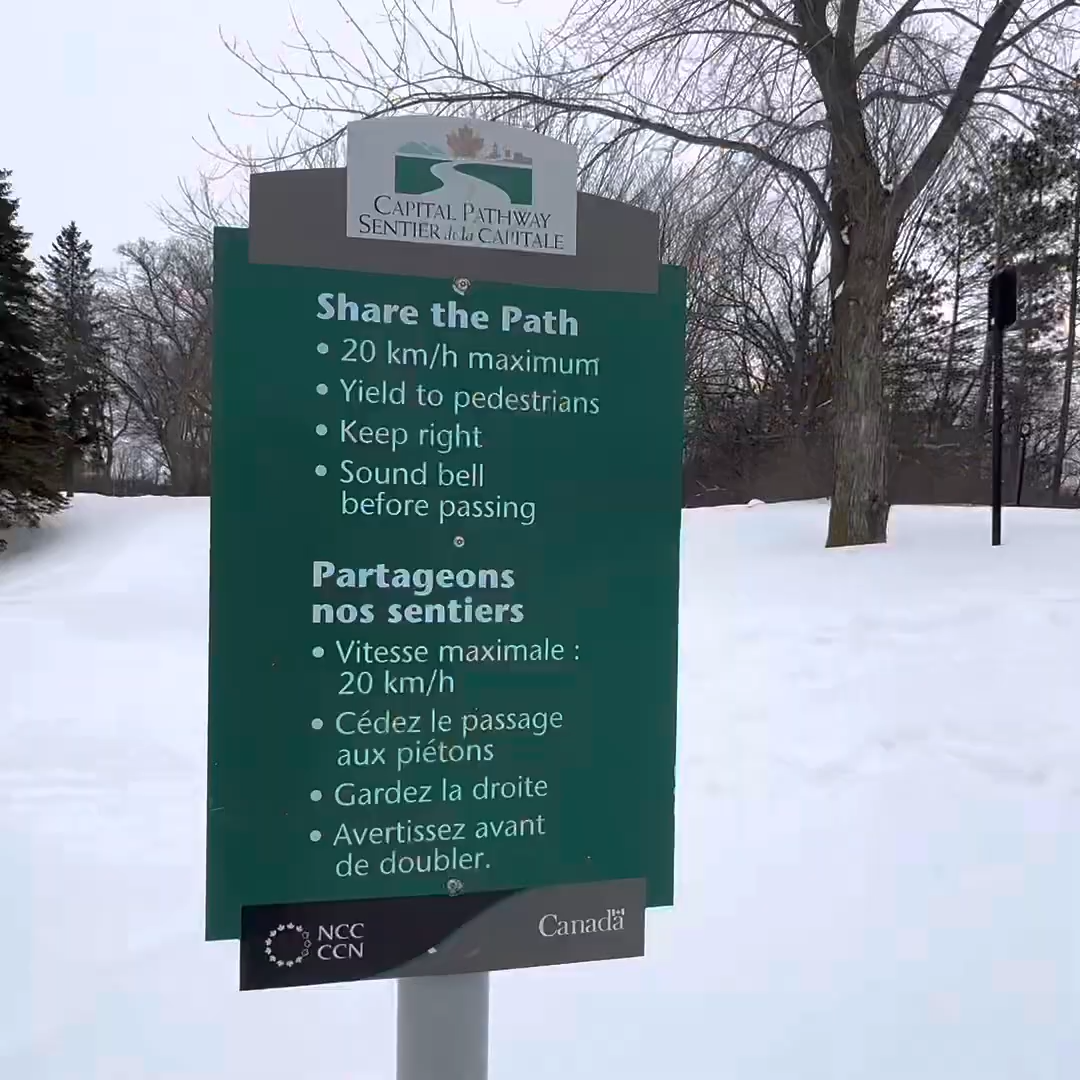 CAPITAL PATHWAY
SENTIER de la CAPITALE
Share the Path
• 20 km/h maximum
• Yield to pedestrians
• Keep right
• Sound bell
before passing
Partageons
nos sentiers
• Vitesse maximale :
20 km/h
• Cédez le passage
aux piétons
• Gardez la droite
• Avertissez avant
de doubler.
NCC
CCN
Canada